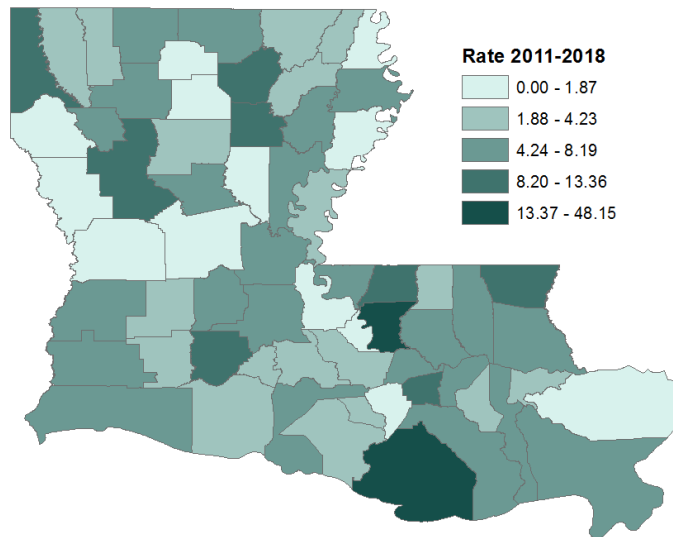 Rate 2011-2018
0.00 - 1.87
1.88 - 4.23
4.24 - 8.19
8.20 - 13.36
13.37 - 48.15